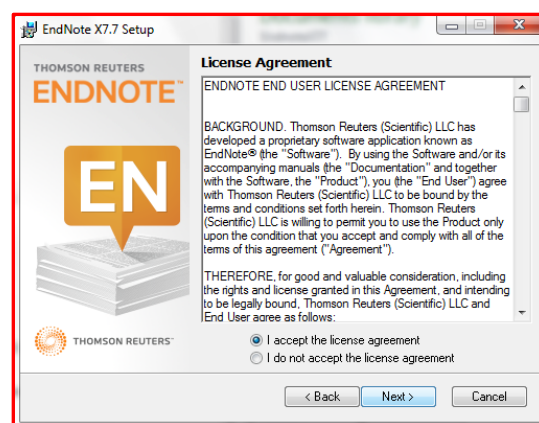 EndNote X7.7 Setup
THOMSON REUTERS
ENDNOTE™
EN
THOMSON REUTERS™
License Agreement
ENDNOTE END USER LICENSE AGREEMENT
BACKGROUND. Thomson Reuters (Scientific) LLC has
developed a proprietary software application known as
EndNote® (the "Software"). By using the Software and/or its
accompanying manuals (the "Documentation" and together
with the Software, the "Product"), you (the "End User") agree
with Thomson Reuters (Scientific) LLC to be bound by the
terms and conditions set forth herein. Thomson Reuters
(Scientific) LLC is willing to permit you to use the Product only
upon the condition that you accept and comply with all of the
terms of this agreement ("Agreement").
THEREFORE, for good and valuable consideration, including
the rights and license granted in this Agreement, and intending
to be legally bound, Thomson Reuters (Scientific) LLC and
End User agree as follows:
I accept the license agreement
I do not accept the license agreement
< Back
Next >
Cancel